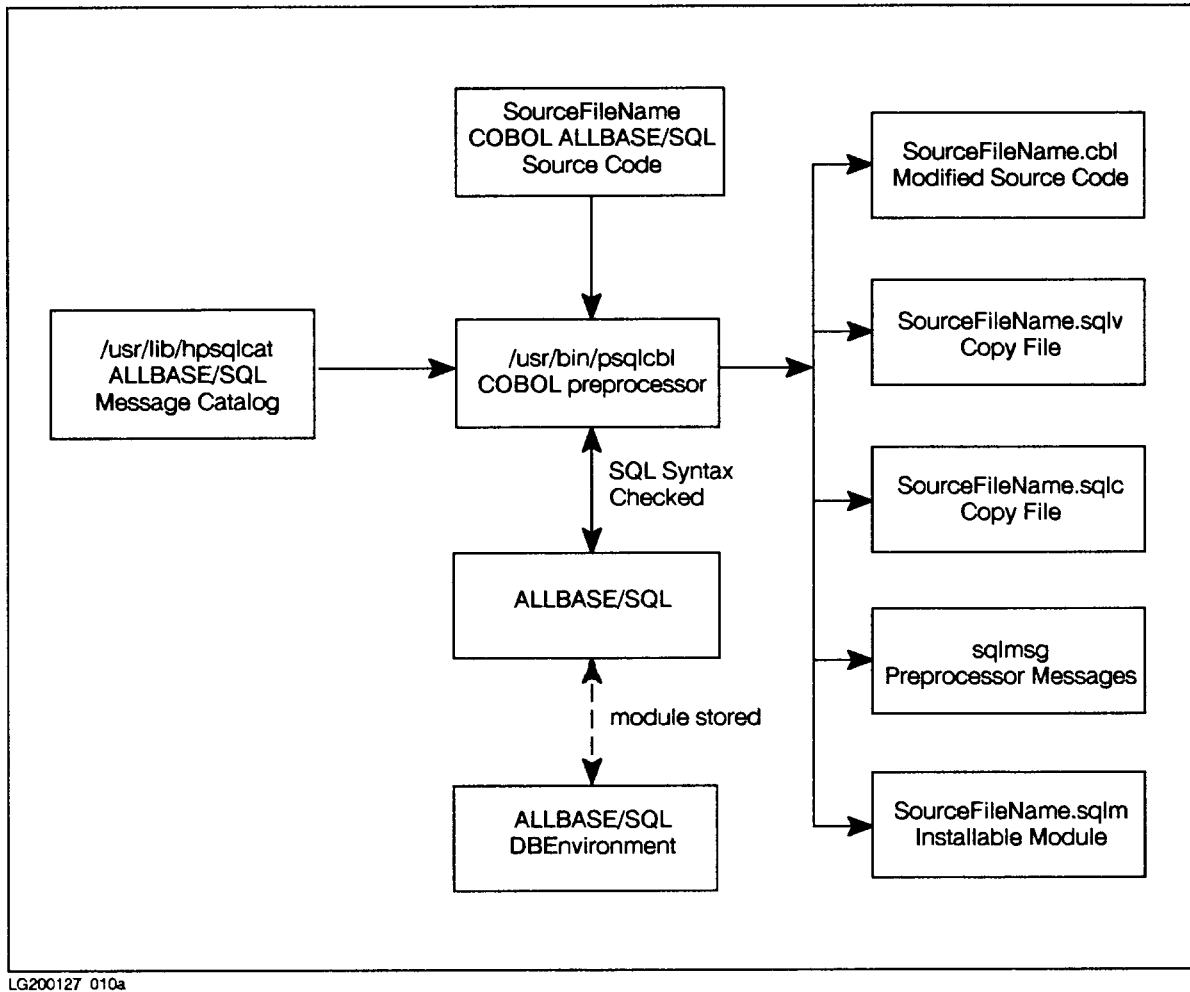 SourceFileName
COBOL ALLBASE/SQL
Source Code
SourceFileName.cbl
Modified Source Code
/usr/lib/hpsqlcat
ALLBASE/SQL
Message Catalog
/usr/bin/psqlcbl
COBOL preprocessor
SourceFileName.sqlv
Copy File
SQL Syntax
Checked
SourceFileName.sqlc
Copy File
ALLBASE/SQL
sqlmsg
Preprocessor Messages
module stored
ALLBASE/SQL
DBEnvironment
SourceFileName.sqlm
Installable Module
LG200127_010a